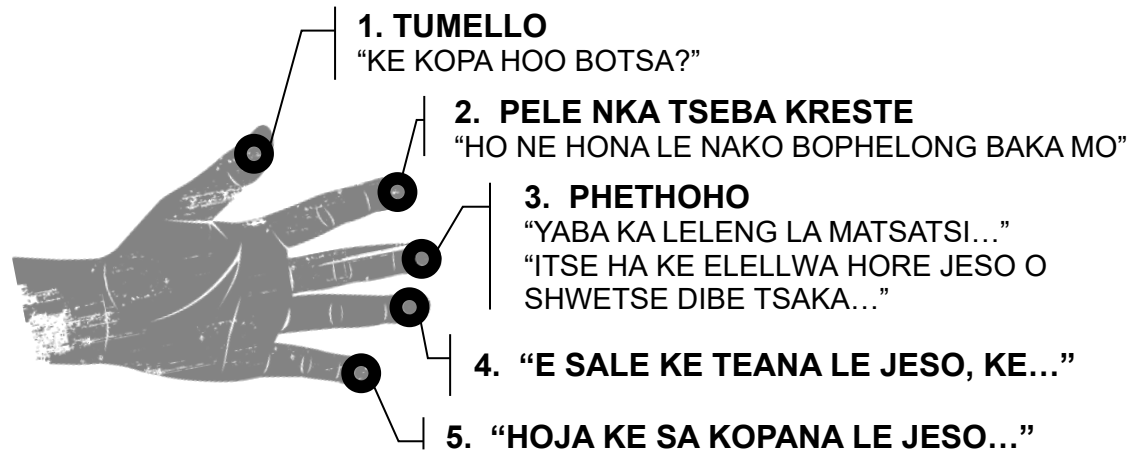 1. TUMELLO
“KE KOPA HOO BOTSA?”
2. PELE NKA TSEBA KRESTE
“HO NE HONA LE NAKO BOPHELONG BAKA MO”
3. PHETHOHO
“YABA KA LELENG LA MATSATSI…”
“ITSE HA KE ELELLWA HORE JESO O
SHWETSE DIBE TSAKA…”
4. “E SALE KE TEANA LE JESO, KE…”
5. “HOJA KE SA KOPANA LE JESO…”